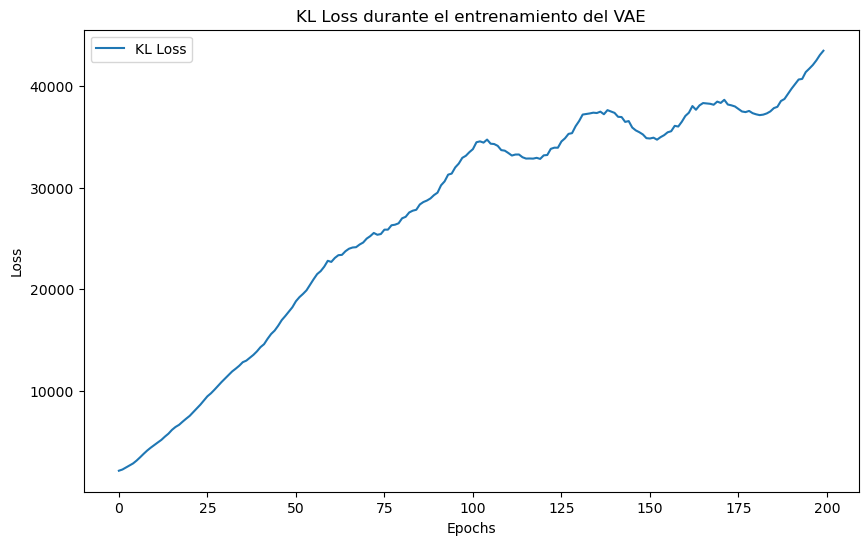 KL Loss durante el entrenamiento del VAE
KL Loss
Loss
40000
30000
20000
10000
0 25 50 75 100 125 150 175 200
Epochs